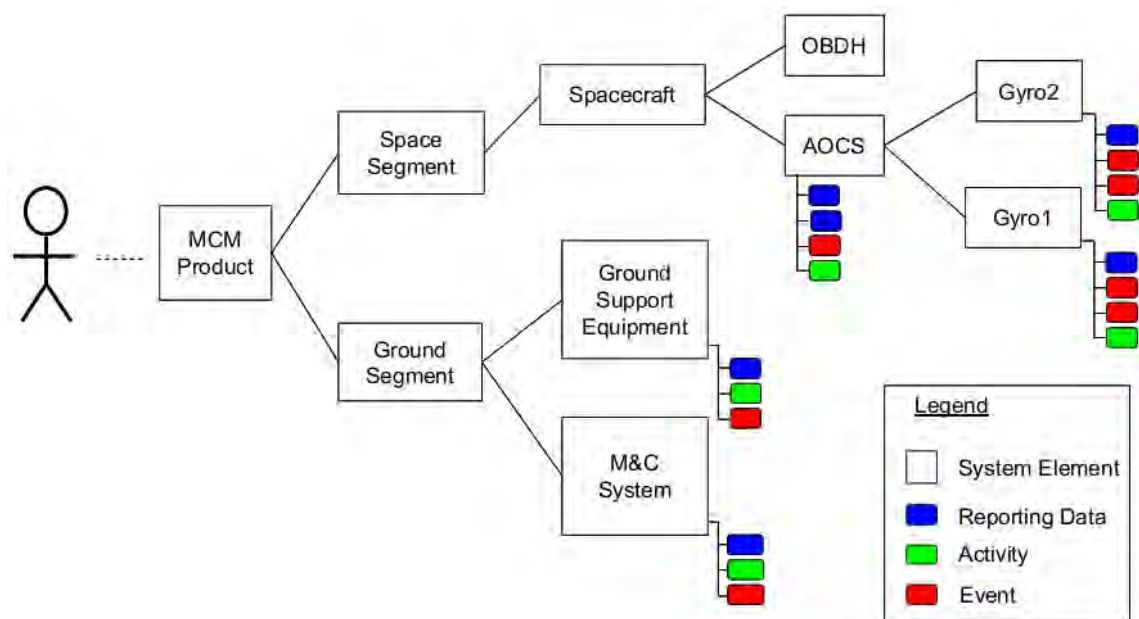 OBDH
Spacecraft
Gyro2
Space
Segment
AOCS
MCM
Product
Gyro1
Ground
Support
Equipment
Ground
Segment
M&C
System
Legend
System Element
Reporting Data
Activity
Event